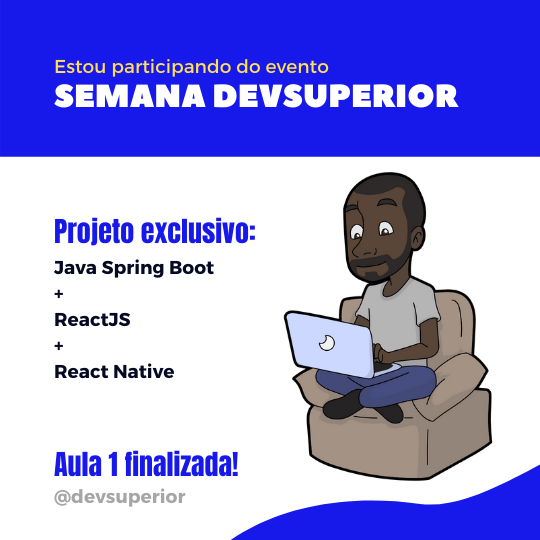 Estou participando do evento
SEMANA DEVSUPERIOR
Projeto exclusivo:
Java Spring Boot
+
ReactJS
+
React Native
Aula 1 finalizada!
@devsuperior